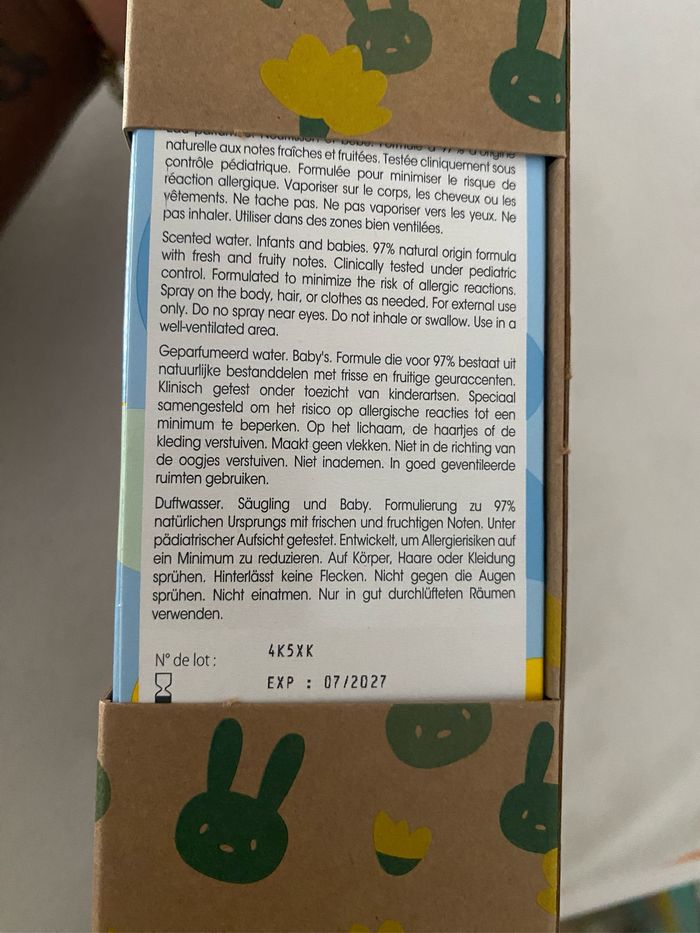 naturelle aux notes fraîches et fruitées. Testée cliniquement sous
contrôle pédiatrique. Formulée pour minimiser le risque de
réaction allergique. Vaporiser sur le corps, les cheveux ou les
vêtements. Ne tache pas. Ne pas vaporiser vers les yeux. Ne
pas inhaler. Utiliser dans des zones bien ventilées.
Scented water. Infants and babies. 97% natural origin formula
with fresh and fruity notes. Clinically tested under pediatric
control. Formulated to minimize the risk of allergic reactions.
Spray on the body, hair, or clothes as needed. For external use
only. Do no spray near eyes. Do not inhale or swallow. Use in a
well-ventilated area.
Geparfumeerd water. Baby's. Formule die voor 97% bestaat uit
natuurlijke bestanddelen met frisse en fruitige geuraccenten.
Klinisch getest onder toezicht van kinderartsen. Speciaal
samengesteld om het risico op allergische reacties tot een
minimum te beperken. Op het lichaam, de haartjes of de
kleding verstuiven. Maakt geen vlekken. Niet in de richting van
de oogjes verstuiven. Niet inademen. In goed geventileerde
ruimten gebruiken.
Duftwasser. Säugling und Baby. Formulierung zu 97%
natürlichen Ursprungs mit frischen und fruchtigen Noten. Unter
pädiatrischer Aufsicht getestet. Entwickelt, um Allergierisiken auf
ein Minimum zu reduzieren. Auf Körper, Haare oder Kleidung
sprühen. Hinterlässt keine Flecken. Nicht gegen die Augen
sprühen. Nicht einatmen. Nur in gut durchlüfteten Räumen
verwenden.
N° de lot : 4K5XK
EXP : 07/2027